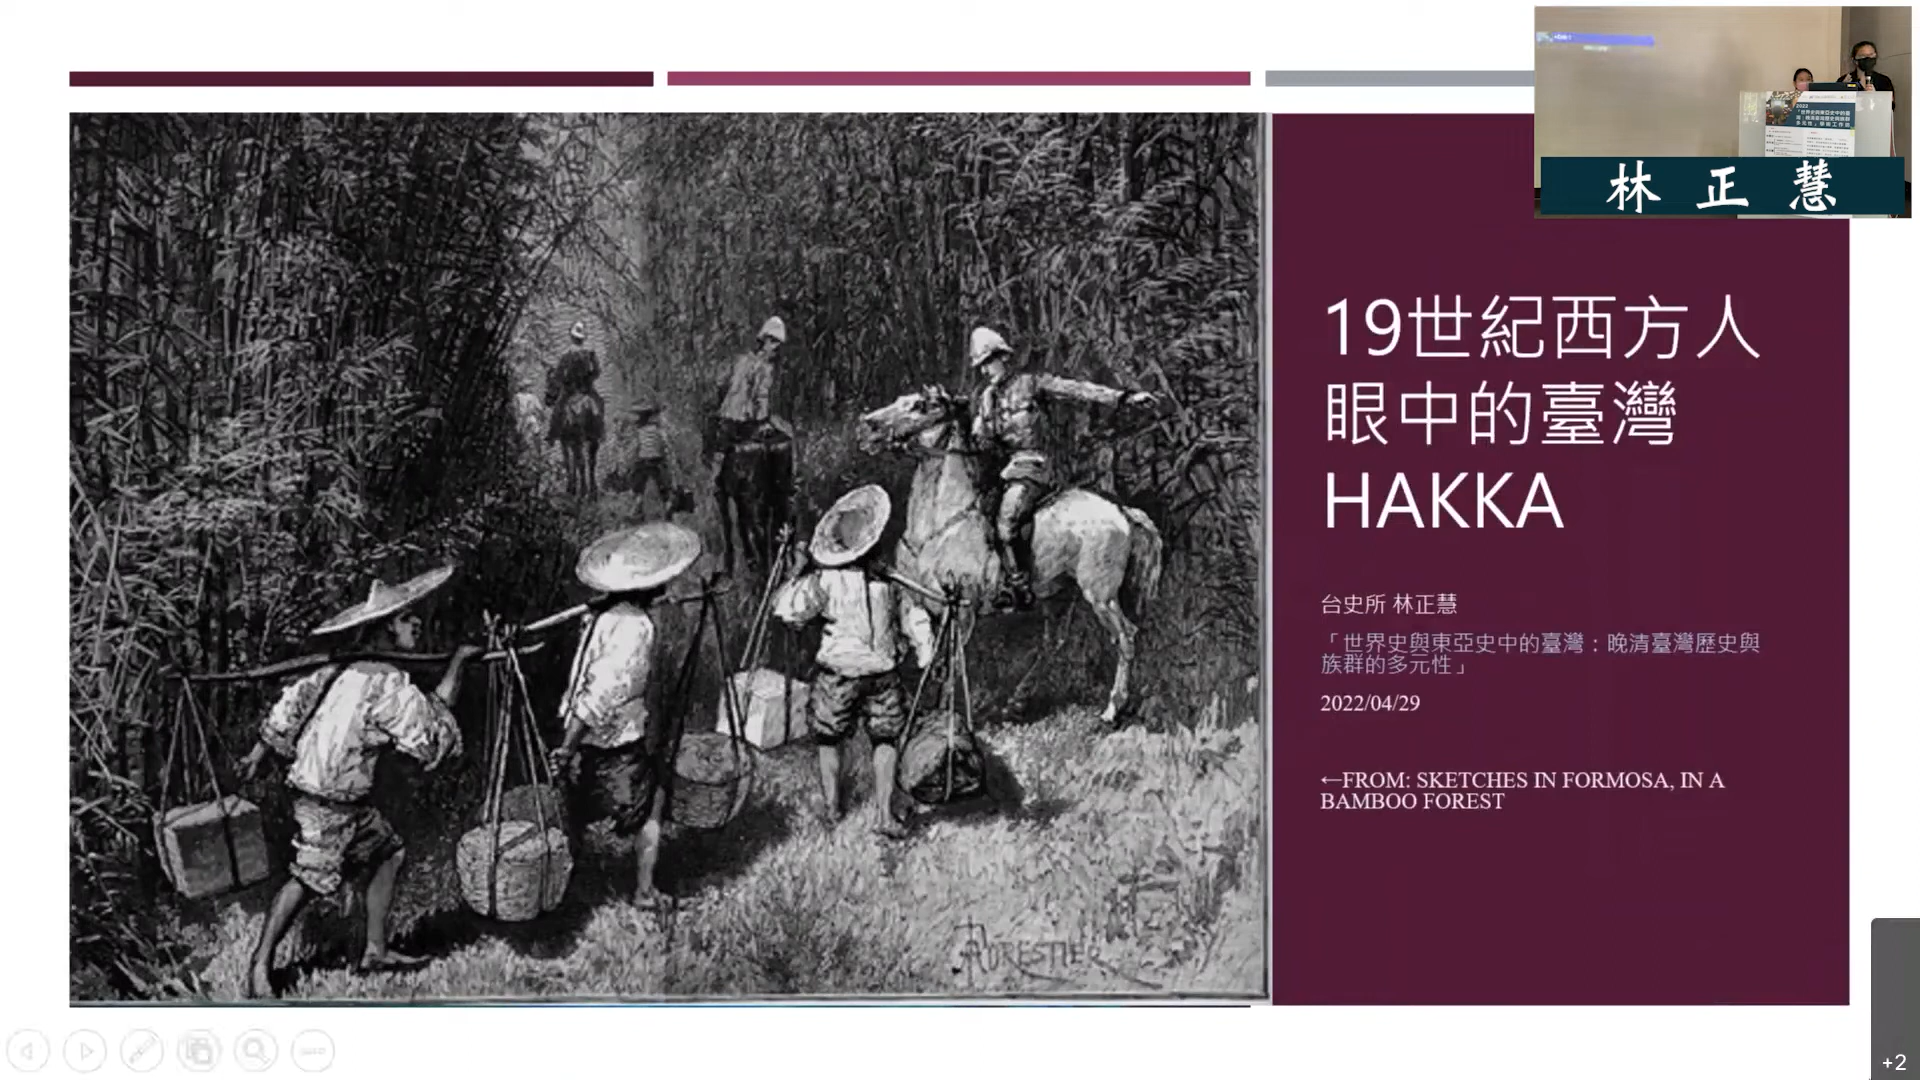 林正慧
19世紀西方人
眼中的臺灣
HAKKA
台史所 林正慧
「世界史與東亞史中的臺灣：晚清臺灣歷史與
族群的多元性」
2022/04/29
←FROM: SKETCHES IN FORMOSA, IN A
BAMBOO FOREST
+2